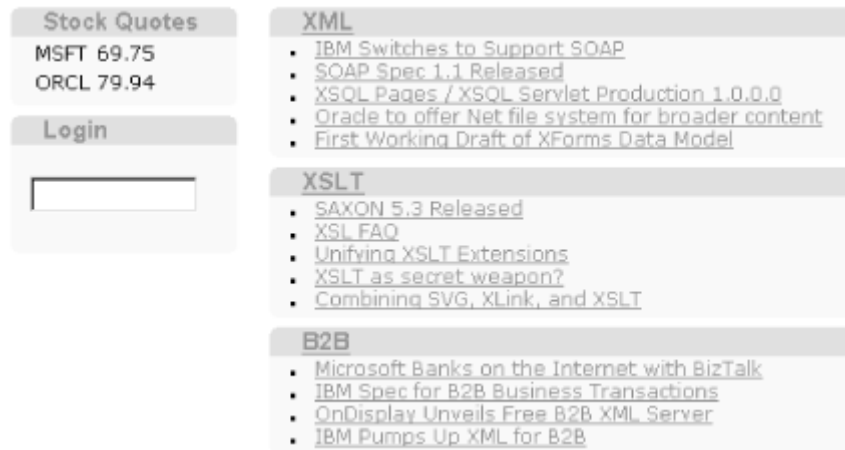 Stock Quotes
MSFT 69.75
ORCL 79.94
Login
XML
IBM Switches to Support SOAP
SOAP Spec 1.1 Released
XSQL Pages / XSQL Servlet Production 1.0.0.0
Oracle to offer Net file system for broader content
First Working Draft of XForms Data Model
XSLT
SAXON 5.3 Released
XSL FAQ
Unifying XSLT Extensions
XSLT as secret weapon?
Combining SVG, XLink, and XSLT
B2B
Microsoft Banks on the Internet with BizTalk
IBM Spec for B2B Business Transactions
OnDisplay Unveils Free B2B XML Server
IBM Pumps Up XML for B2B